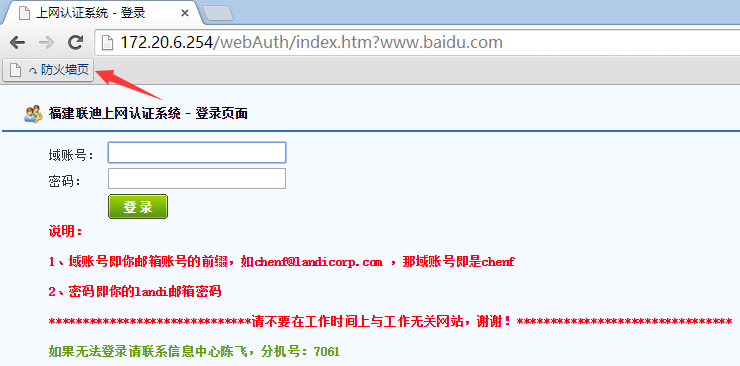 上网认证系统 - 登录
172.20.6.254/webAuth/index.htm?www.baidu.com
防火墙页
福建联迪上网认证系统 - 登录页面
域账号：
密码：
登 录
说明：
1、域账号即你邮箱账号的前缀，如chenf@landicorp.com ，那域账号即是chenf
2、密码即你的landi邮箱密码
******************************请不要在工作时间上与工作无关网站，谢谢！********************************
如果无法登录请联系信息中心陈飞，分机号：7061